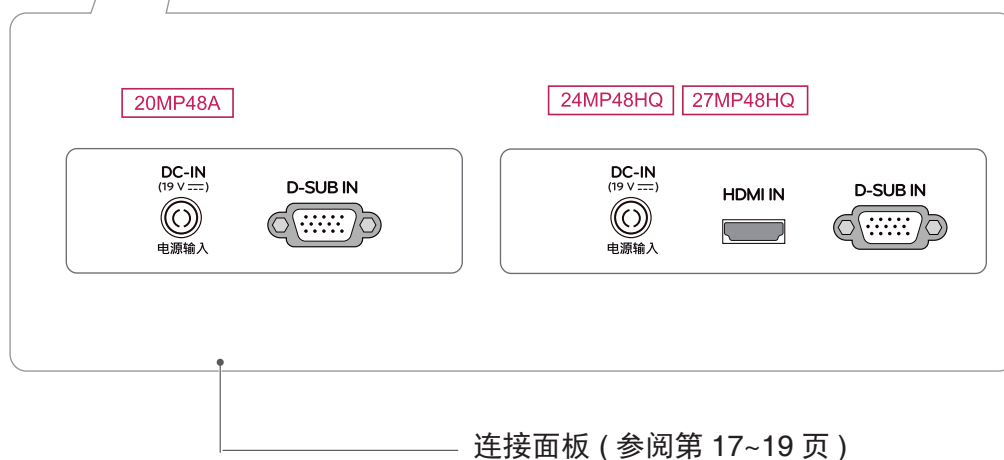 20MP48A
DC-IN
(19 V ⎓)
电源输入
D-SUB IN
24MP48HQ 27MP48HQ
DC-IN
(19 V ⎓)
电源输入
HDMI IN
D-SUB IN
连接面板 ( 参阅第 17~19 页 )